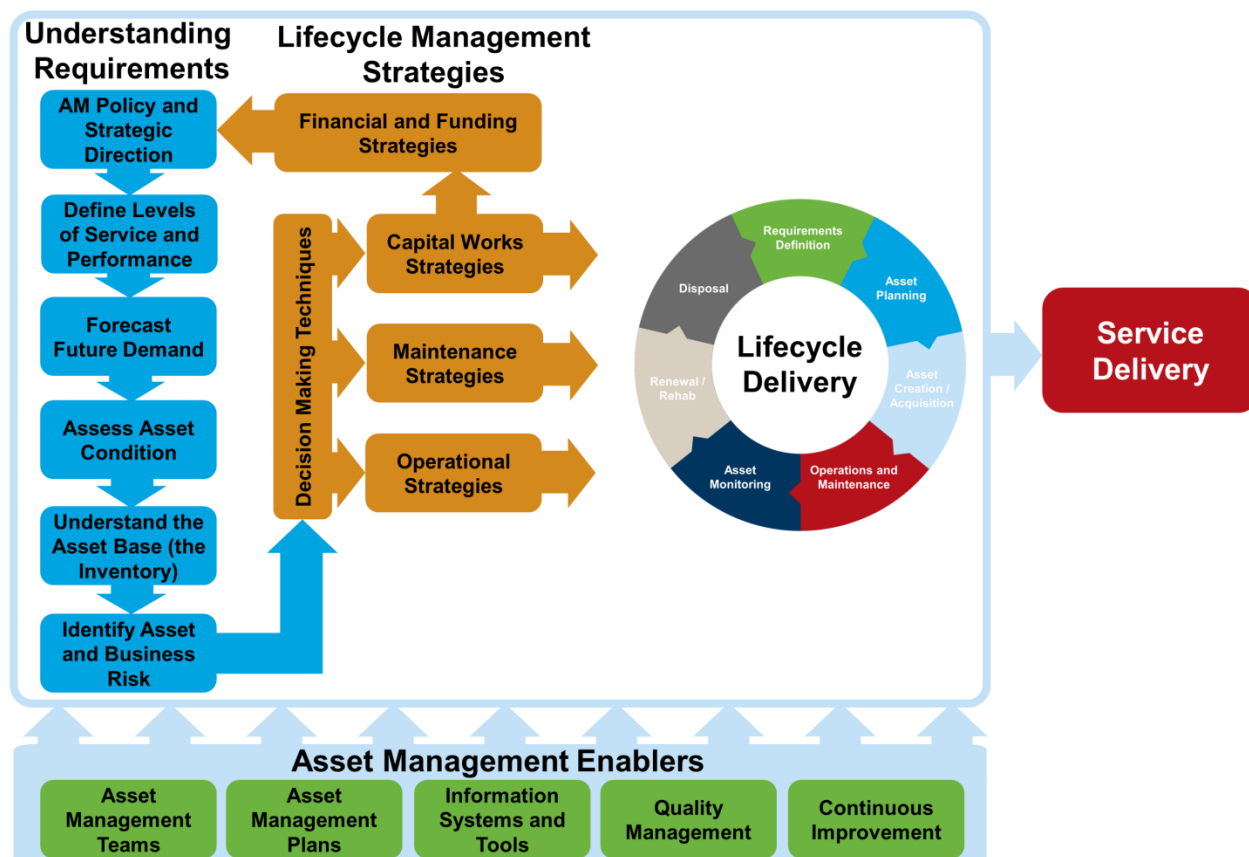 Understanding
Requirements
AM Policy and
Strategic
Direction
Define Levels
of Service and
Performance
Forecast
Future Demand
Assess Asset
Condition
Understand the
Asset Base (the
Inventory)
Identify Asset
and Business
Risk
Lifecycle Management
Strategies
Financial and Funding
Strategies
Decision Making Techniques
Capital Works
Strategies
Maintenance
Strategies
Operational
Strategies
Requirements
Definition
Asset
Planning
Asset
Creation /
Acquisition
Operations and
Maintenance
Asset
Monitoring
Renewal /
Rehab
Disposal
Lifecycle
Delivery
Service
Delivery
Asset Management Enablers
Asset
Management
Teams
Asset
Management
Plans
Information
Systems and
Tools
Quality
Management
Continuous
Improvement